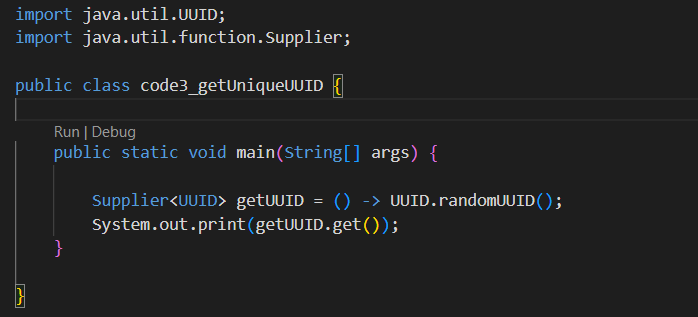 import java.util.UUID;
import java.util.function.Supplier;
public class code3_getUniqueUUID {
Run | Debug
public static void main(String[] args) {
Supplier<UUID> getUUID = () -> UUID.randomUUID();
System.out.print(getUUID.get());
}
}